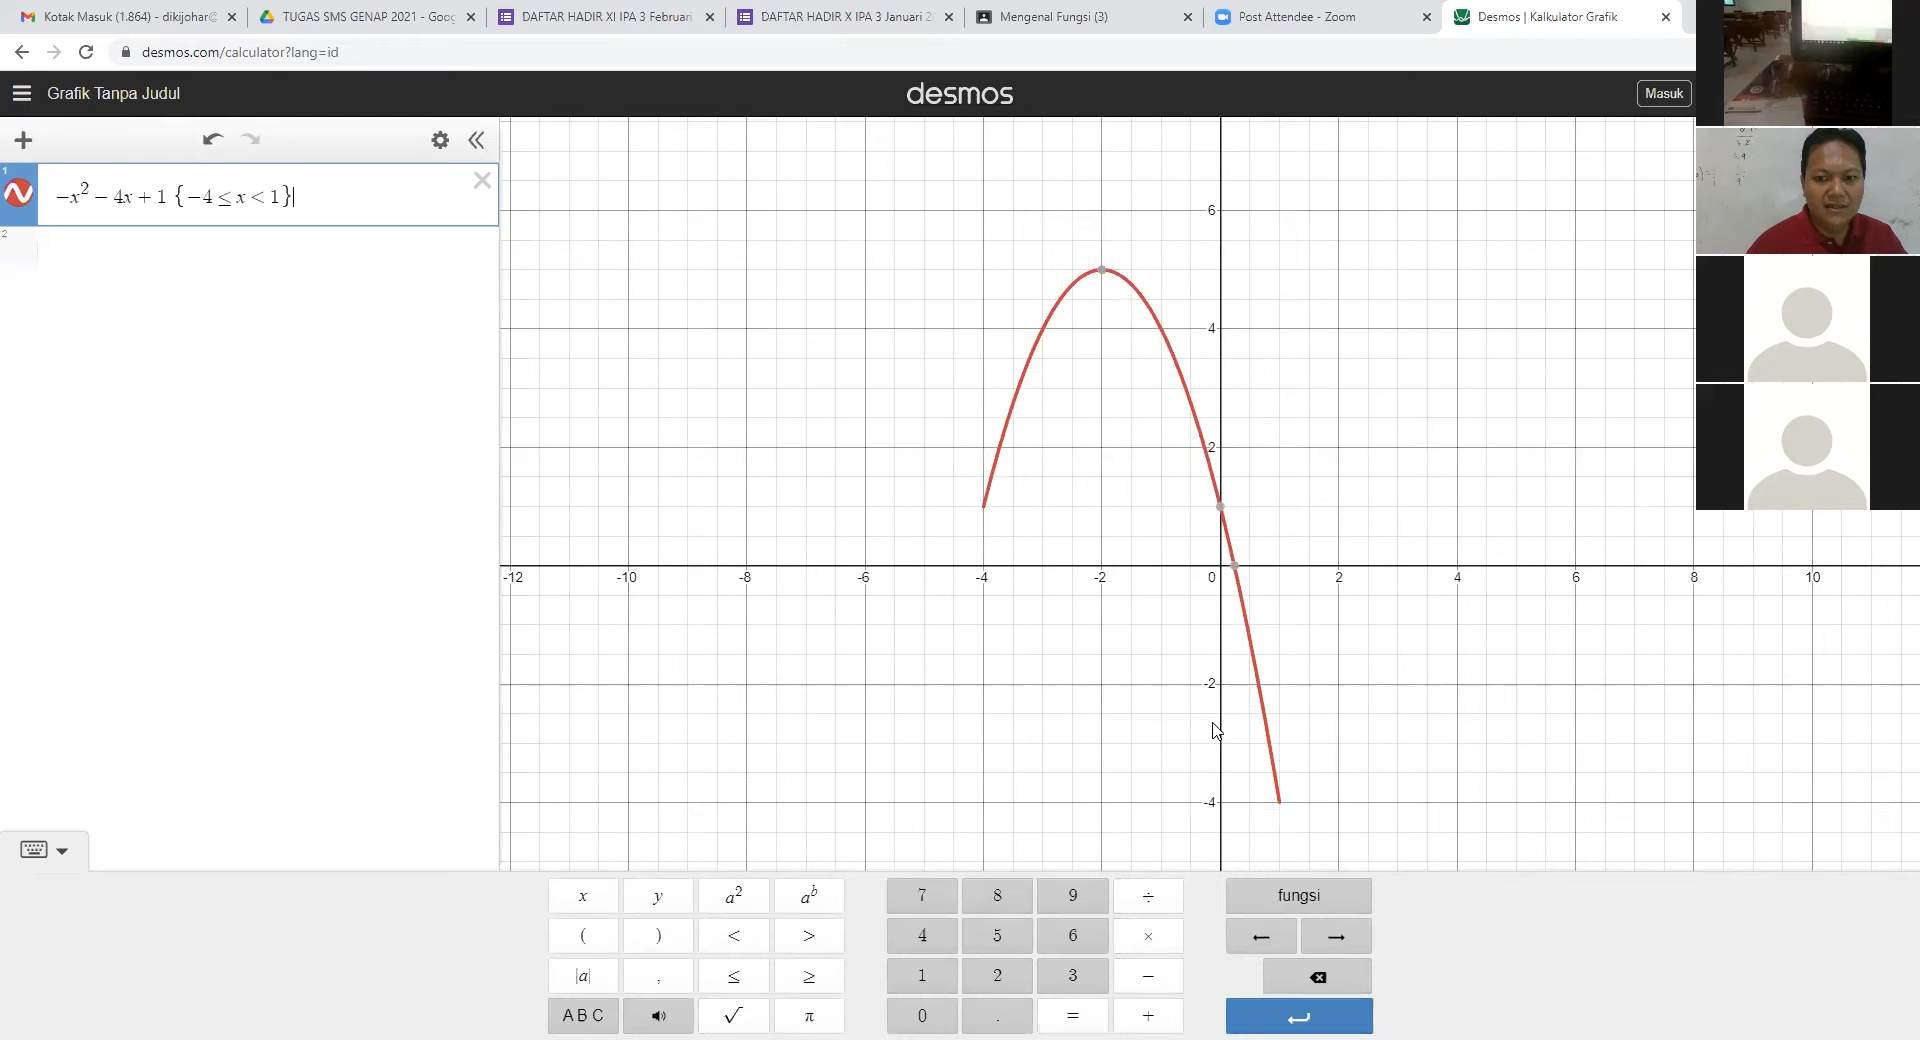 Kotak Masuk (1.864) - dikijohar@
TUGAS SMS GENAP 2021 - Goog
DAFTAR HADIR XI IPA 3 Februari
DAFTAR HADIR X IPA 3 Januari 2
Mengenal Fungsi (3)
Post Attendee - Zoom
Desmos | Kalkulator Grafik
desmos.com/calculator?lang=id
Grafik Tanpa Judul
desmos
Masuk
1
−x² − 4x + 1 {−4 ≤ x < 1}
2
6
4
2
-12 -10 -8 -6 -4 -2 0 2 4 6 8 10
-2
-4
x y a² aᵇ 7 8 9 ÷ fungsi
( ) < > 4 5 6 × ← →
|a| , ≤ ≥ 1 2 3 −
A B C √ π 0 . = +